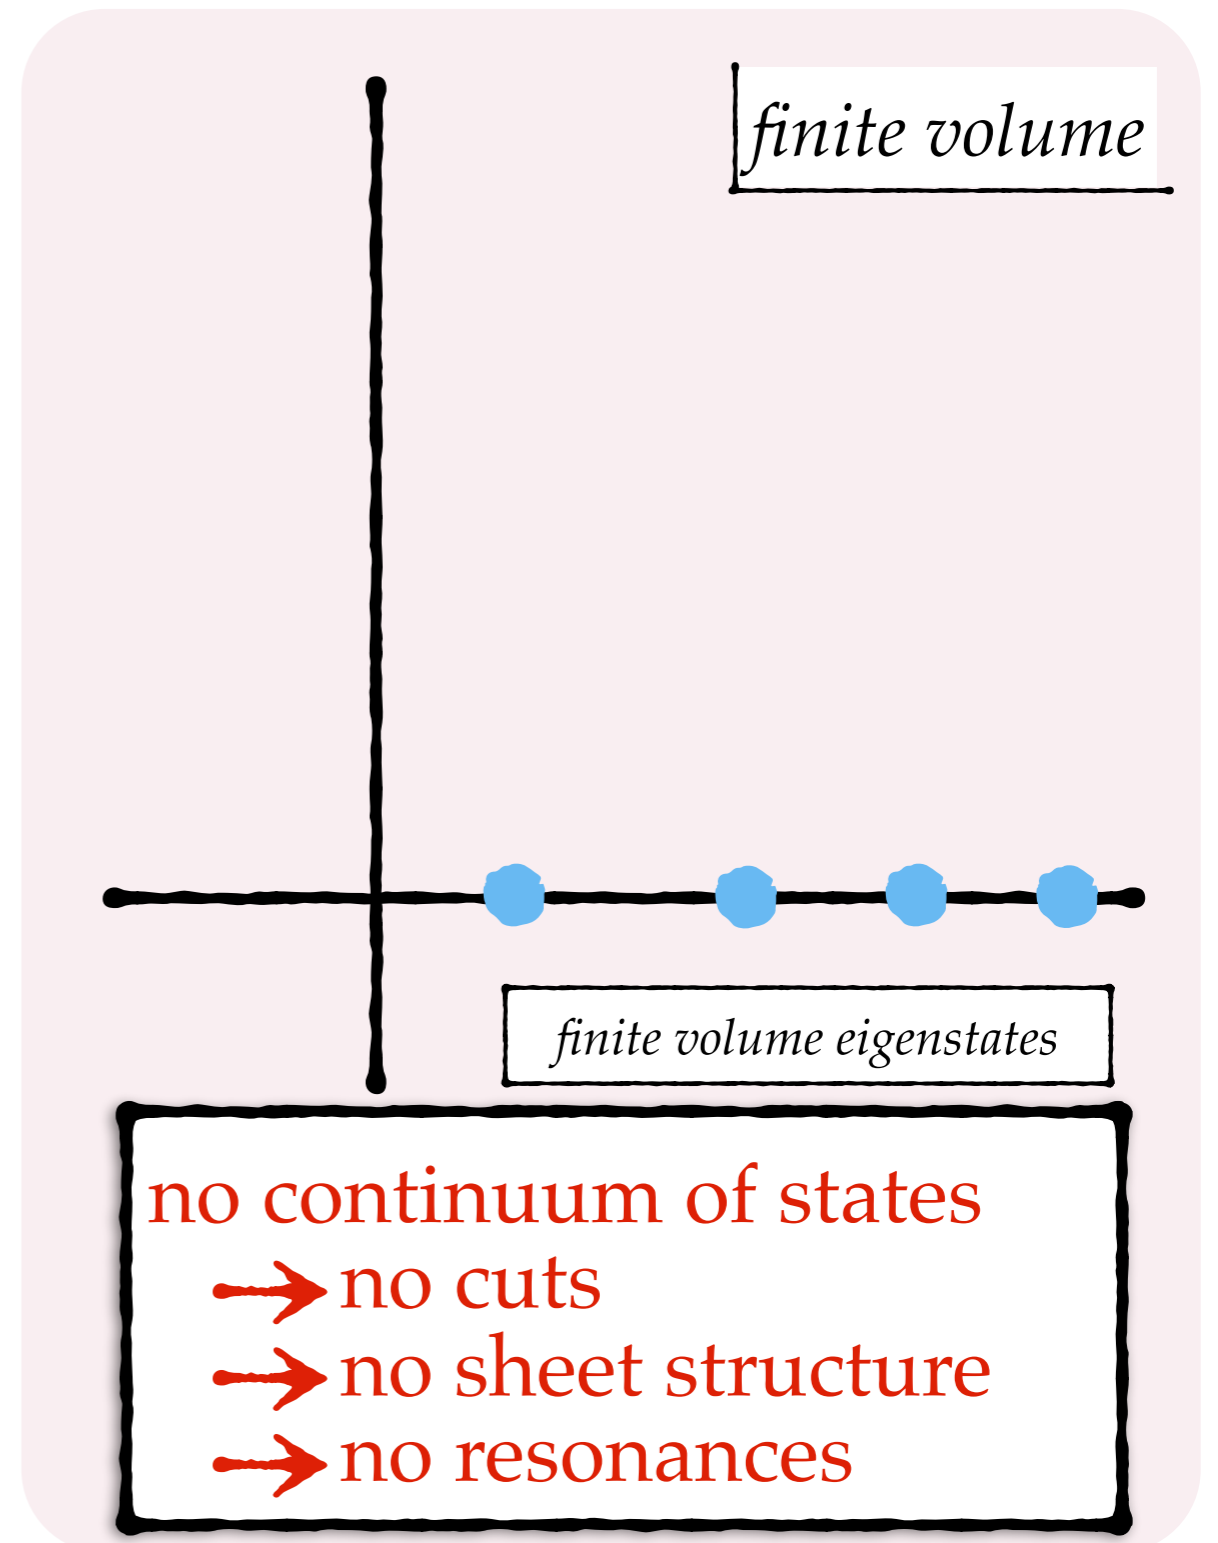 finite volume
finite volume eigenstates
no continuum of states
no cuts
no sheet structure
no resonances